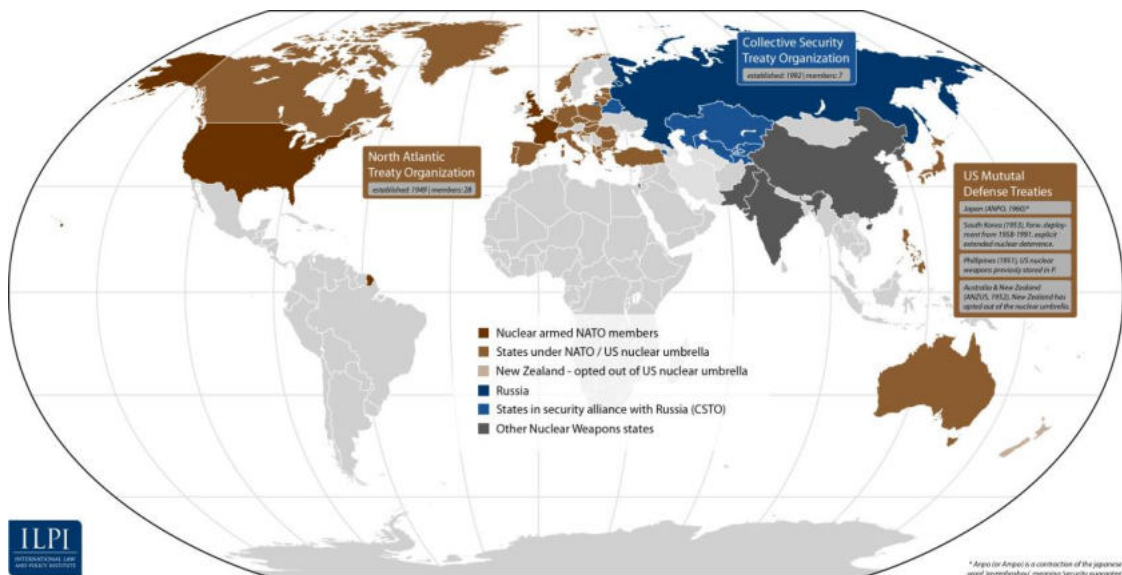 Collective Security
Treaty Organization
established: 1992 | members: 7
North Atlantic
Treaty Organization
established: 1949 | members: 28
US Mututal
Defense Treaties
Japan (ANPO, 1960)*
South Korea (1953), forw. deploy-
ment from 1958-1991, explicit
extended nuclear deterrence.
Phillipines (1951), US nuclear
weapons previously stored in P.
Australia & New Zealand
(ANZUS, 1952), New Zealand has
opted out of the nuclear umbrella.
Nuclear armed NATO members
States under NATO / US nuclear umbrella
New Zealand - opted out of US nuclear umbrella
Russia
States in security alliance with Russia (CSTO)
Other Nuclear Weapons states
ILPI
INTERNATIONAL LAW
AND POLICY INSTITUTE
* Anpo (or Ampo) is a contraction of the japanese